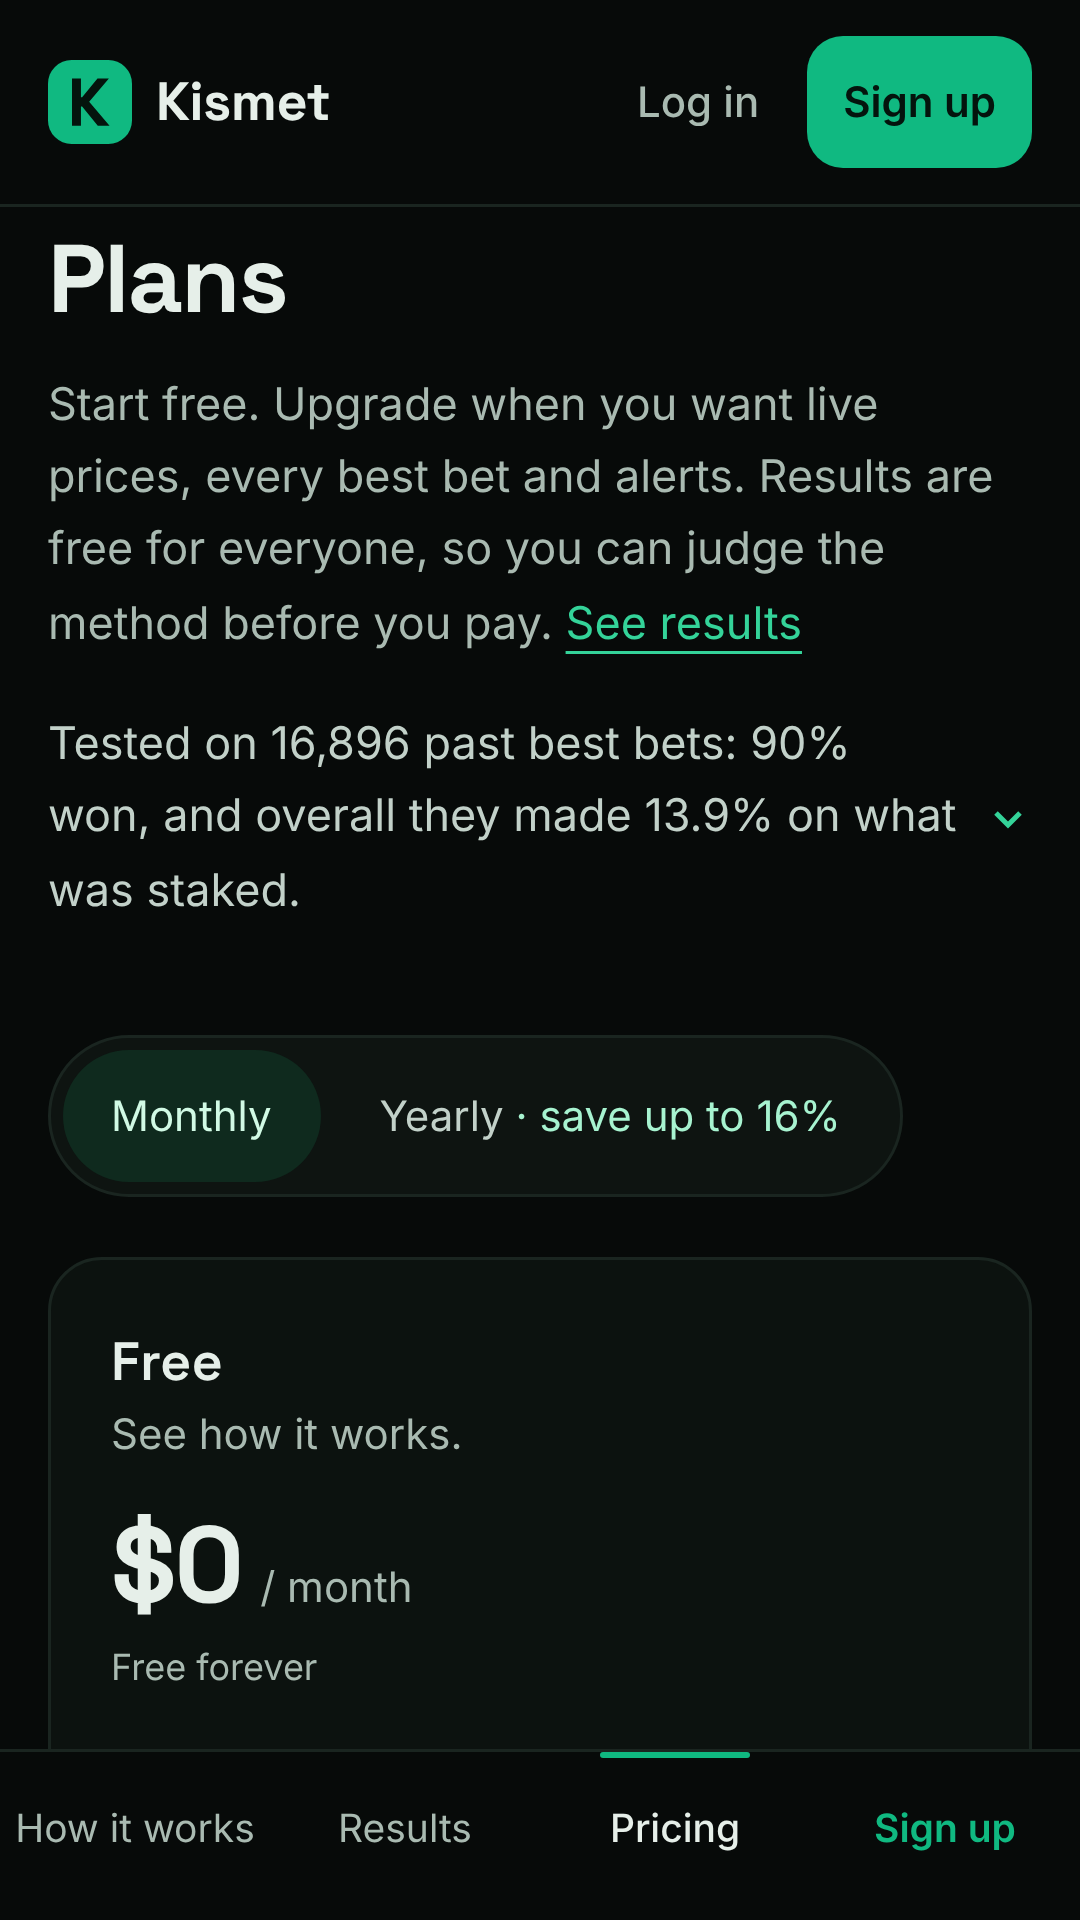 K Kismet Log in Sign up
Plans
Start free. Upgrade when you want live
prices, every best bet and alerts. Results are
free for everyone, so you can judge the
method before you pay. See results
Tested on 16,896 past best bets: 90%
won, and overall they made 13.9% on what
was staked.
Monthly Yearly · save up to 16%
Free
See how it works.
$0 / month
Free forever
How it works Results Pricing Sign up